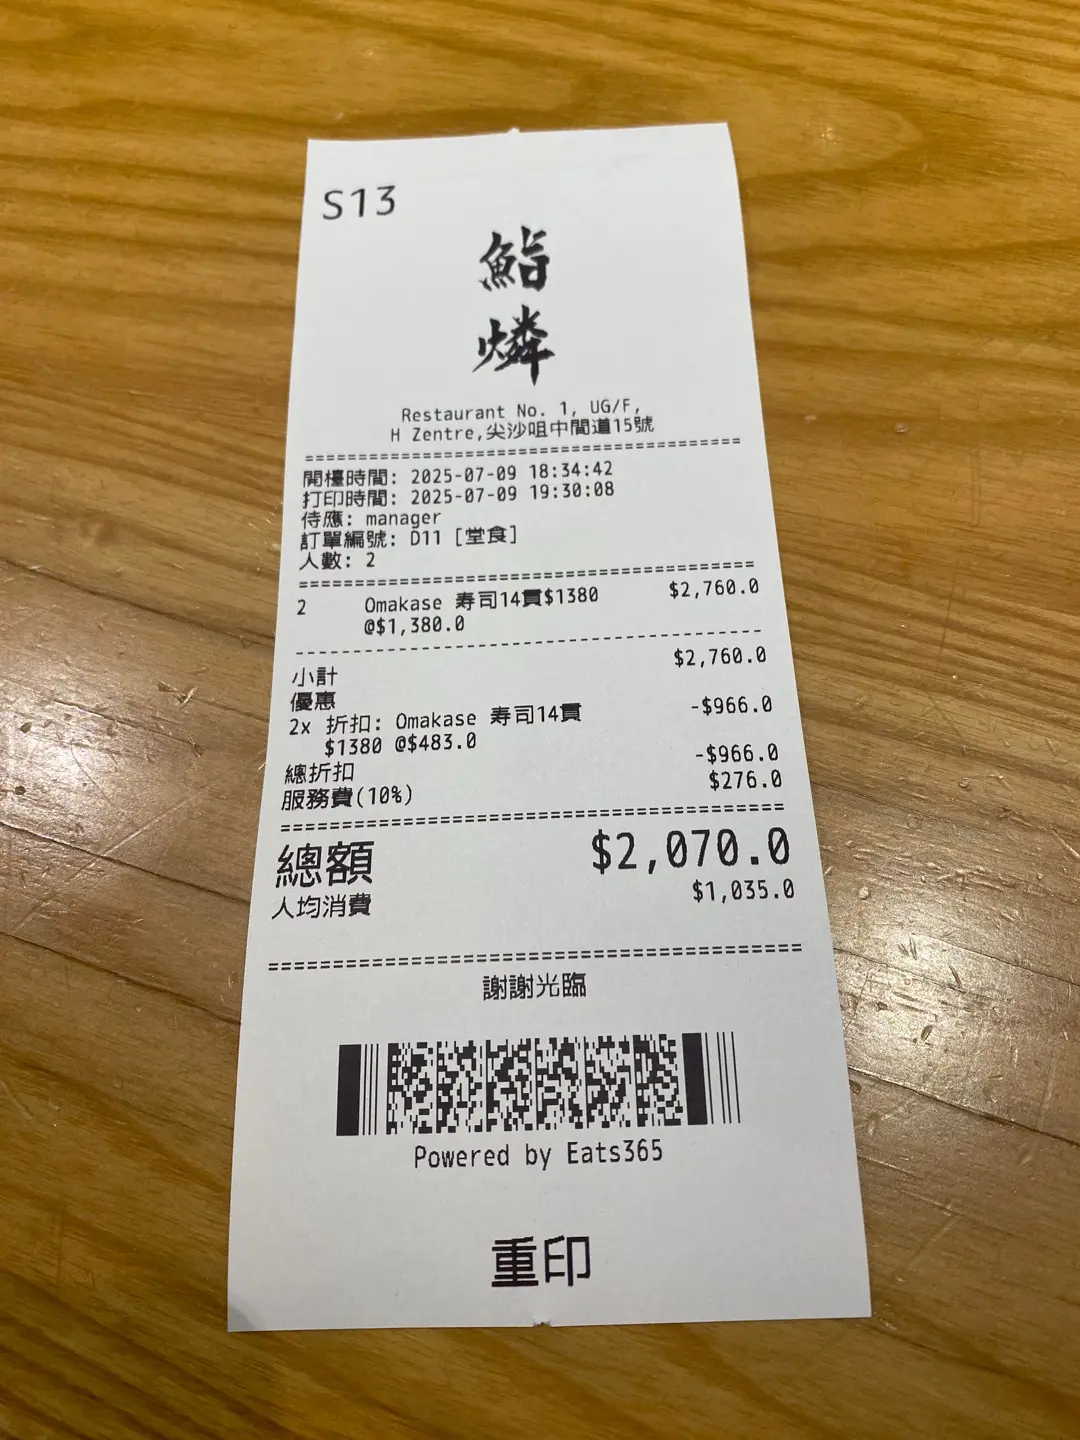 S13
鮨
燐
Restaurant No. 1, UG/F,
H Zentre,尖沙咀中間道15號
================================================
開檯時間: 2025-07-09 18:34:42
打印時間: 2025-07-09 19:30:08
侍應: manager
訂單編號: D11 [堂食]
人數: 2
================================================
2 Omakase 寿司14貫$1380 $2,760.0
@$1,380.0
------------------------------------------------
小計 $2,760.0
優惠
2x 折扣: Omakase 寿司14貫 -$966.0
$1380 @$483.0
總折扣 -$966.0
服務費(10%) $276.0
================================================
總額 $2,070.0
人均消費 $1,035.0
================================================
謝謝光臨
Powered by Eats365
重印